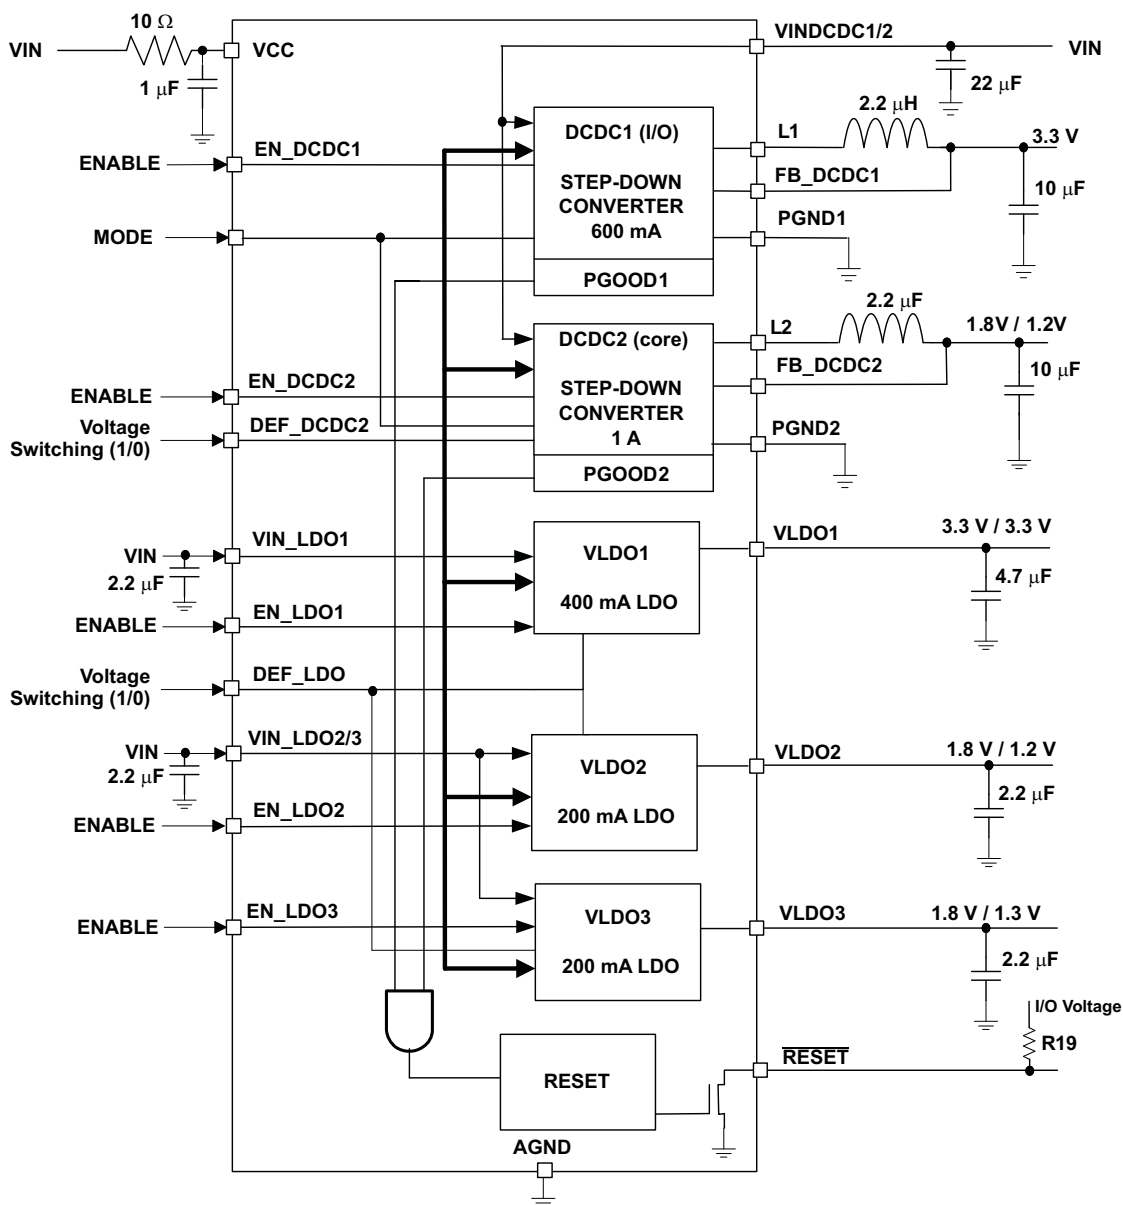 10 Ω
VIN
VCC
1 μF
VINDCDC1/2
VIN
22 μF
2.2 μH
DCDC1 (I/O)
L1
3.3 V
ENABLE
EN_DCDC1
STEP-DOWN
CONVERTER
600 mA
FB_DCDC1
10 μF
MODE
PGND1
PGOOD1
2.2 μF
DCDC2 (core)
L2
1.8V / 1.2V
FB_DCDC2
10 μF
ENABLE
EN_DCDC2
STEP-DOWN
CONVERTER
1 A
Voltage
Switching (1/0)
DEF_DCDC2
PGND2
PGOOD2
VIN
2.2 μF
VIN_LDO1
VLDO1
400 mA LDO
VLDO1
3.3 V / 3.3 V
4.7 μF
ENABLE
EN_LDO1
Voltage
Switching (1/0)
DEF_LDO
VIN
2.2 μF
VIN_LDO2/3
VLDO2
200 mA LDO
VLDO2
1.8 V / 1.2 V
2.2 μF
ENABLE
EN_LDO2
ENABLE
EN_LDO3
VLDO3
200 mA LDO
VLDO3
1.8 V / 1.3 V
2.2 μF
I/O Voltage
R19
RESET
RESET
AGND